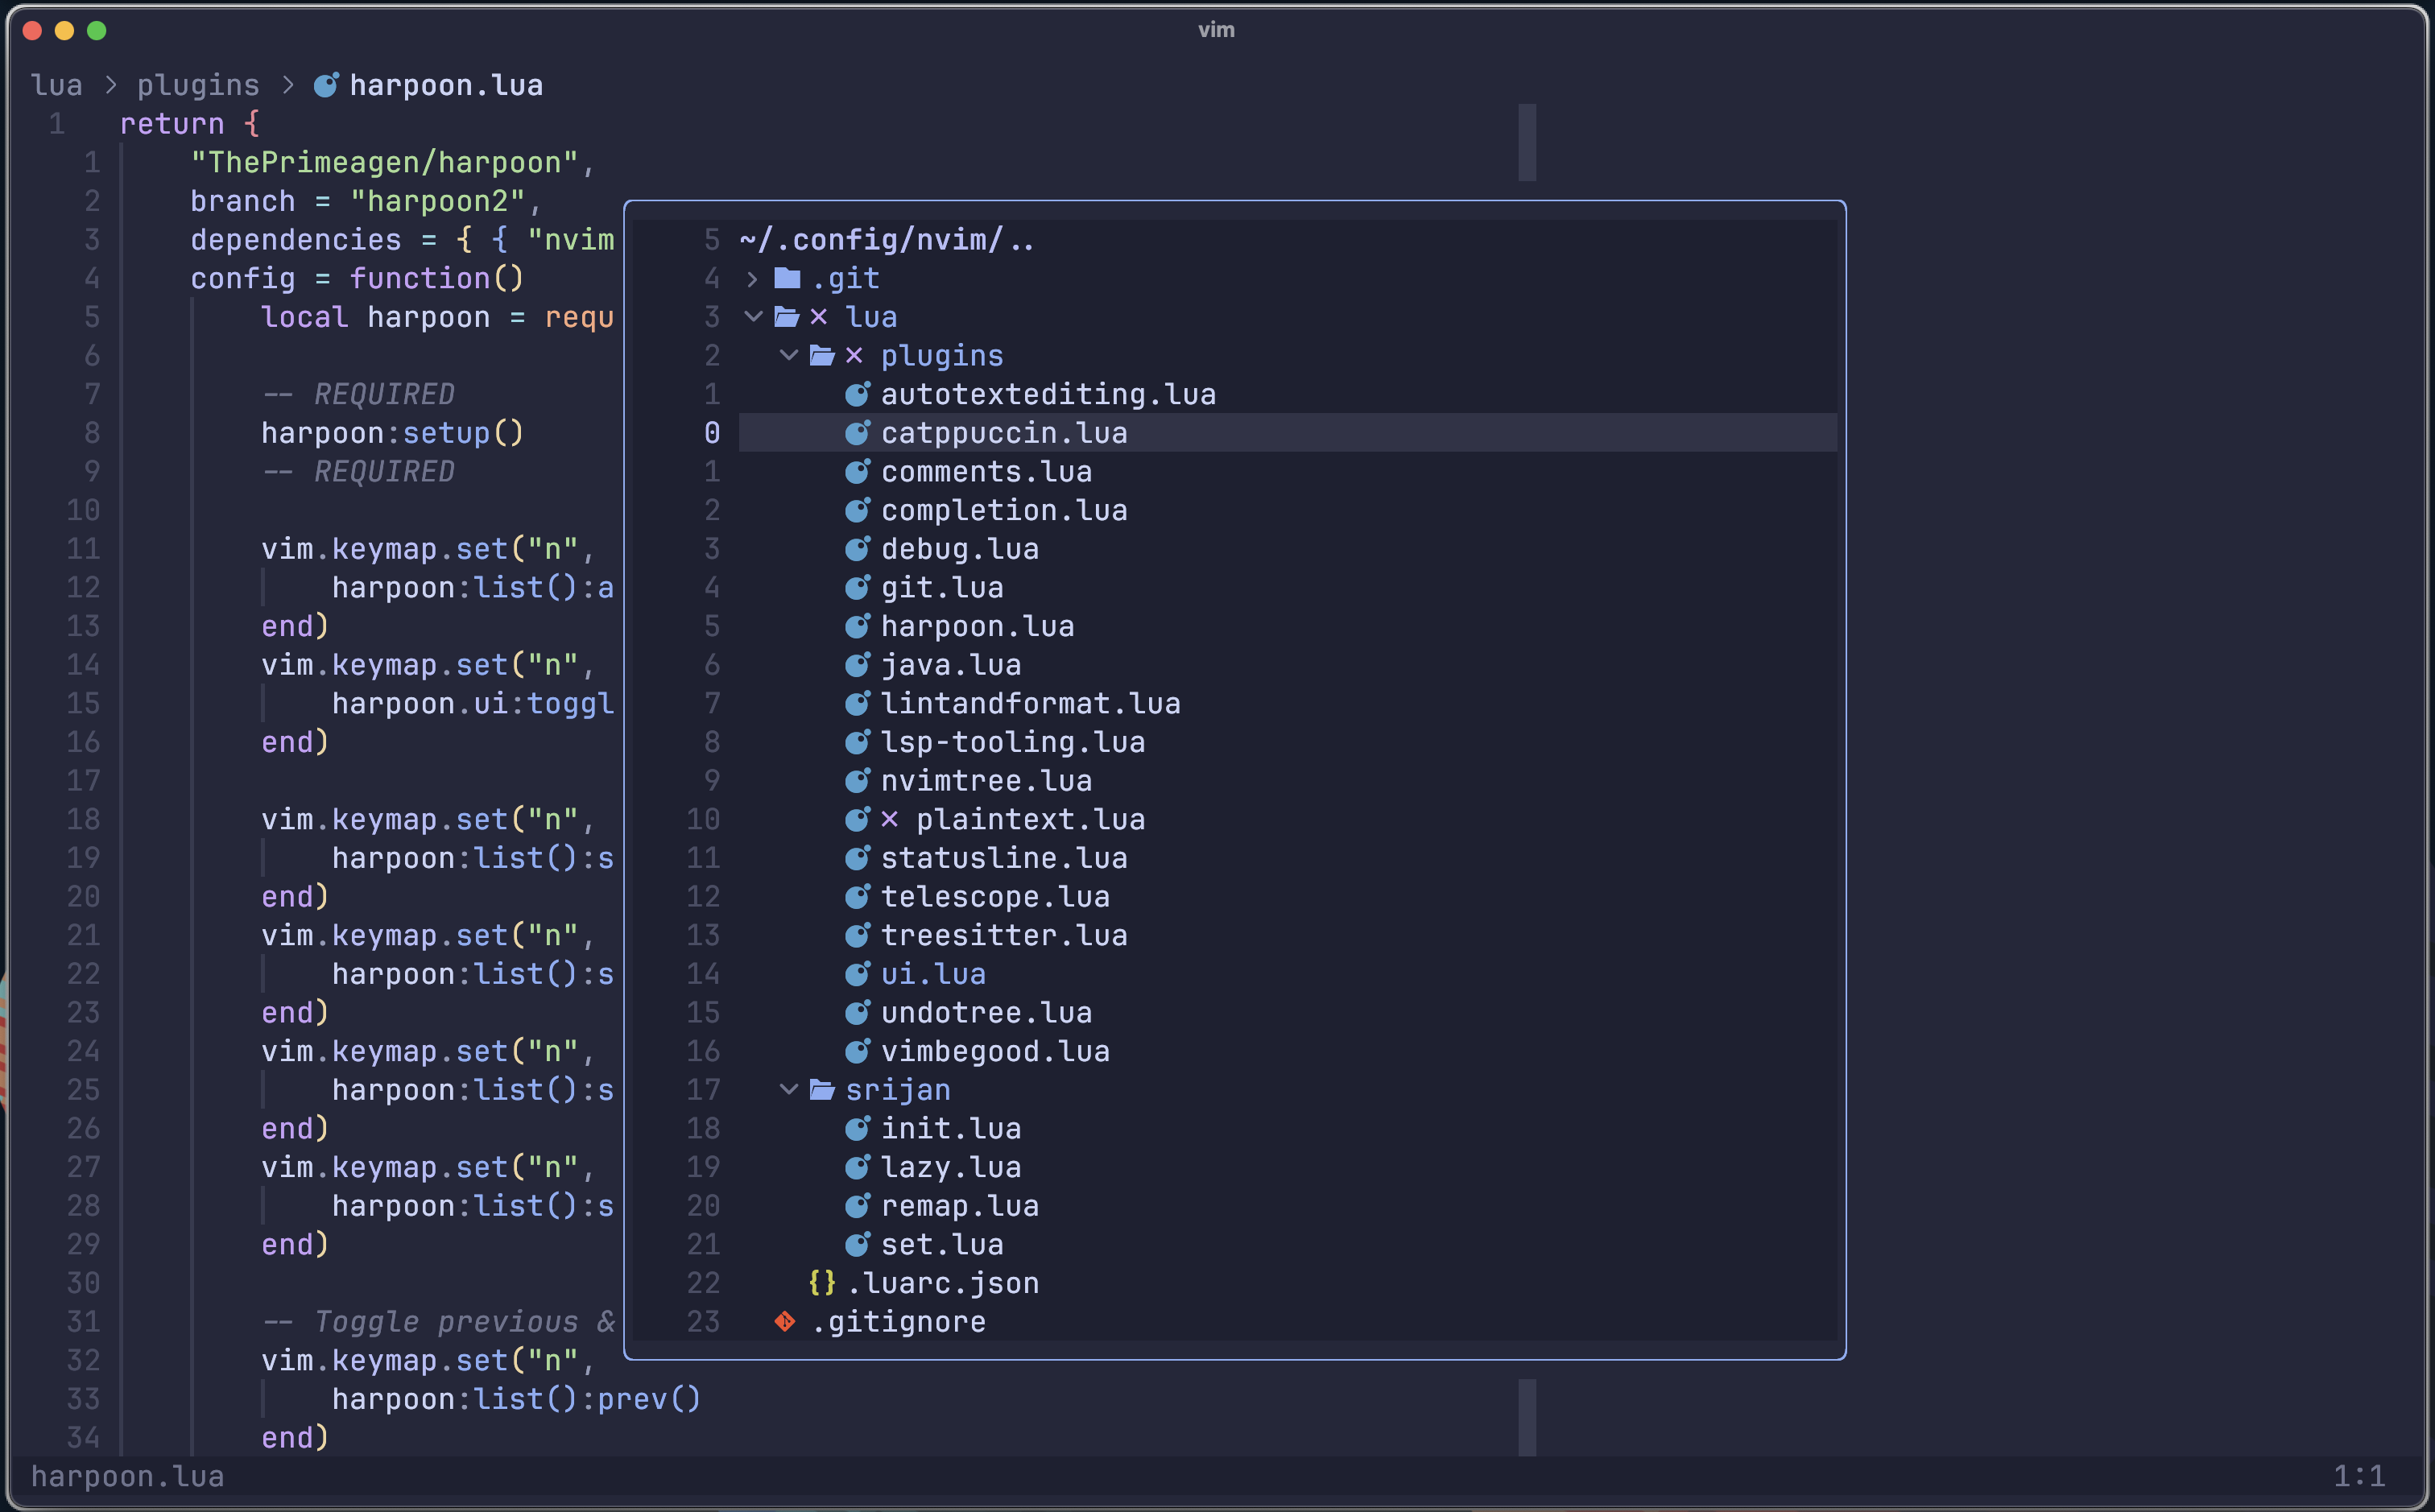 vim
lua > plugins > harpoon.lua
1 return {
1 "ThePrimeagen/harpoon",
2 branch = "harpoon2",
3 dependencies = { { "nvim
4 config = function()
5 local harpoon = requ
6
7 -- REQUIRED
8 harpoon:setup()
9 -- REQUIRED
10
11 vim.keymap.set("n",
12 harpoon:list():a
13 end)
14 vim.keymap.set("n",
15 harpoon.ui:toggl
16 end)
17
18 vim.keymap.set("n",
19 harpoon:list():s
20 end)
21 vim.keymap.set("n",
22 harpoon:list():s
23 end)
24 vim.keymap.set("n",
25 harpoon:list():s
26 end)
27 vim.keymap.set("n",
28 harpoon:list():s
29 end)
30
31 -- Toggle previous &
32 vim.keymap.set("n",
33 harpoon:list():prev()
34 end)
5 ~/.config/nvim/..
4 > .git
3 lua
2 plugins
1 autotextediting.lua
0 catppuccin.lua
1 comments.lua
2 completion.lua
3 debug.lua
4 git.lua
5 harpoon.lua
6 java.lua
7 lintandformat.lua
8 lsp-tooling.lua
9 nvimtree.lua
10 plaintext.lua
11 statusline.lua
12 telescope.lua
13 treesitter.lua
14 ui.lua
15 undotree.lua
16 vimbegood.lua
17 srijan
18 init.lua
19 lazy.lua
20 remap.lua
21 set.lua
22 {} .luarc.json
23 .gitignore
harpoon.lua
1:1